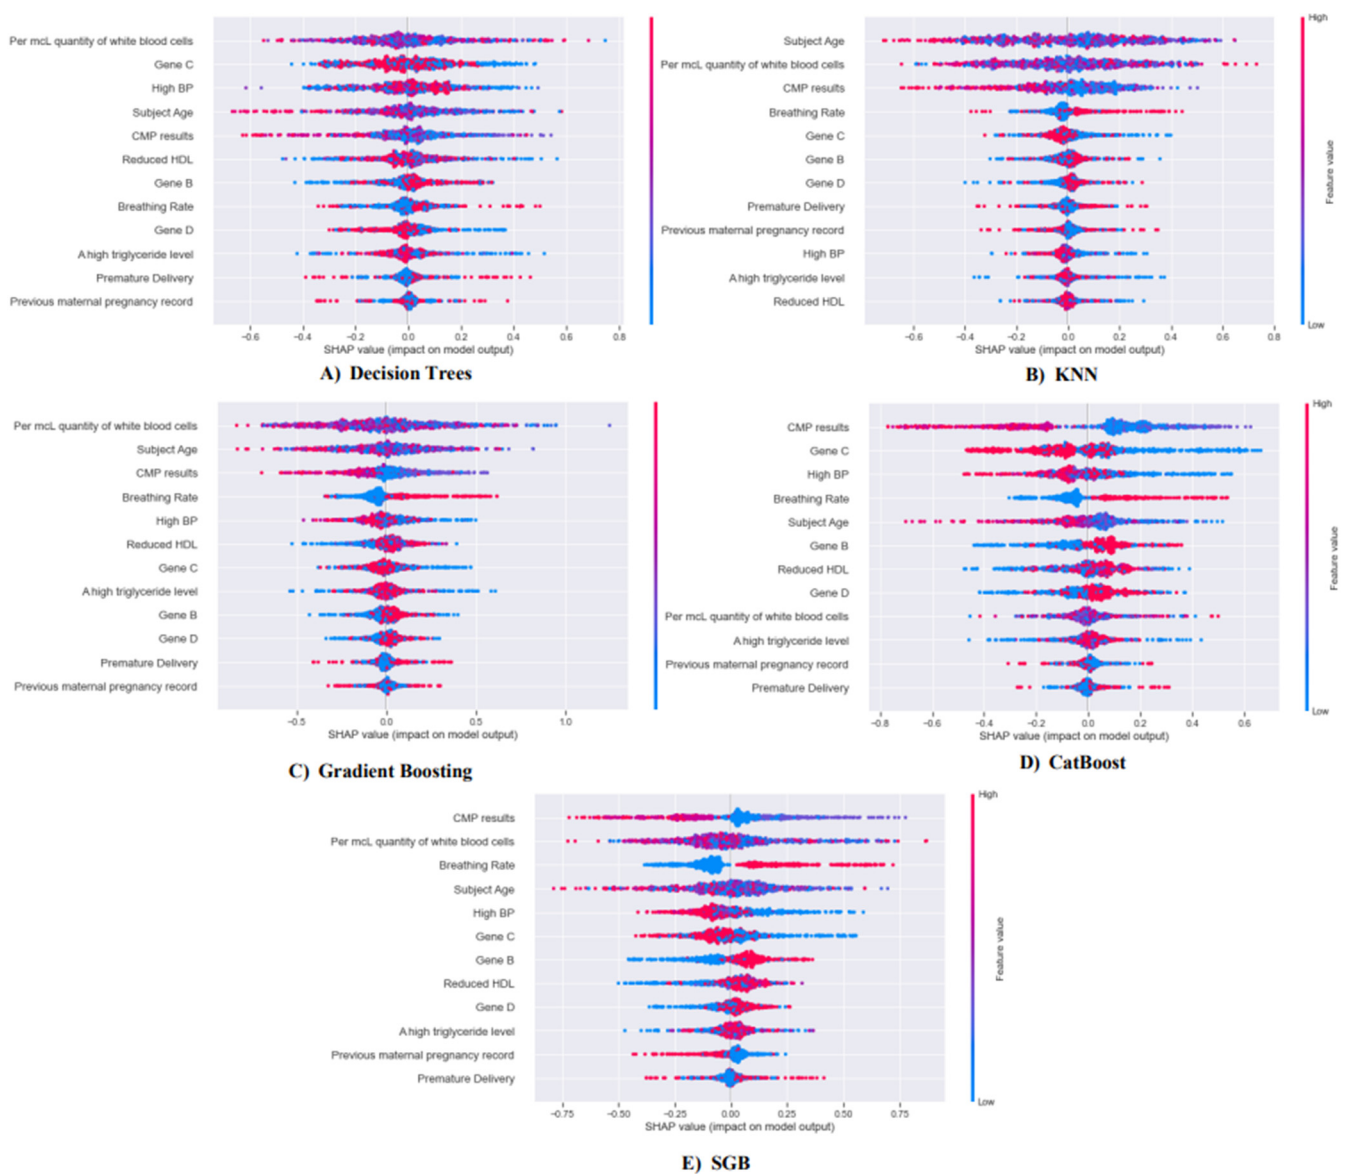 Per mcL quantity of white blood cells
Gene C
High BP
Subject Age
CMP results
Reduced HDL
Gene B
Breathing Rate
Gene D
A high triglyceride level
Premature Delivery
Previous maternal pregnancy record
−0.6 −0.4 −0.2 0.0 0.2 0.4 0.6 0.8
SHAP value (impact on model output)
A) Decision Trees
High
Subject Age
Per mcL quantity of white blood cells
CMP results
Breathing Rate
Gene C
Gene B
Gene D
Premature Delivery
Previous maternal pregnancy record
High BP
A high triglyceride level
Reduced HDL
Feature value
Low
−0.6 −0.4 −0.2 0.0 0.2 0.4 0.6 0.8
SHAP value (impact on model output)
B) KNN
Per mcL quantity of white blood cells
Subject Age
CMP results
Breathing Rate
High BP
Reduced HDL
Gene C
A high triglyceride level
Gene B
Gene D
Premature Delivery
Previous maternal pregnancy record
−0.5 0.0 0.5 1.0
SHAP value (impact on model output)
C) Gradient Boosting
High
CMP results
Gene C
High BP
Breathing Rate
Subject Age
Gene B
Reduced HDL
Gene D
Per mcL quantity of white blood cells
A high triglyceride level
Previous maternal pregnancy record
Premature Delivery
Feature value
Low
−0.8 −0.6 −0.4 −0.2 0.0 0.2 0.4 0.6
SHAP value (impact on model output)
D) CatBoost
High
CMP results
Per mcL quantity of white blood cells
Breathing Rate
Subject Age
High BP
Gene C
Gene B
Reduced HDL
Gene D
A high triglyceride level
Previous maternal pregnancy record
Premature Delivery
Feature value
Low
−0.75 −0.50 −0.25 0.00 0.25 0.50 0.75
SHAP value (impact on model output)
E) SGB